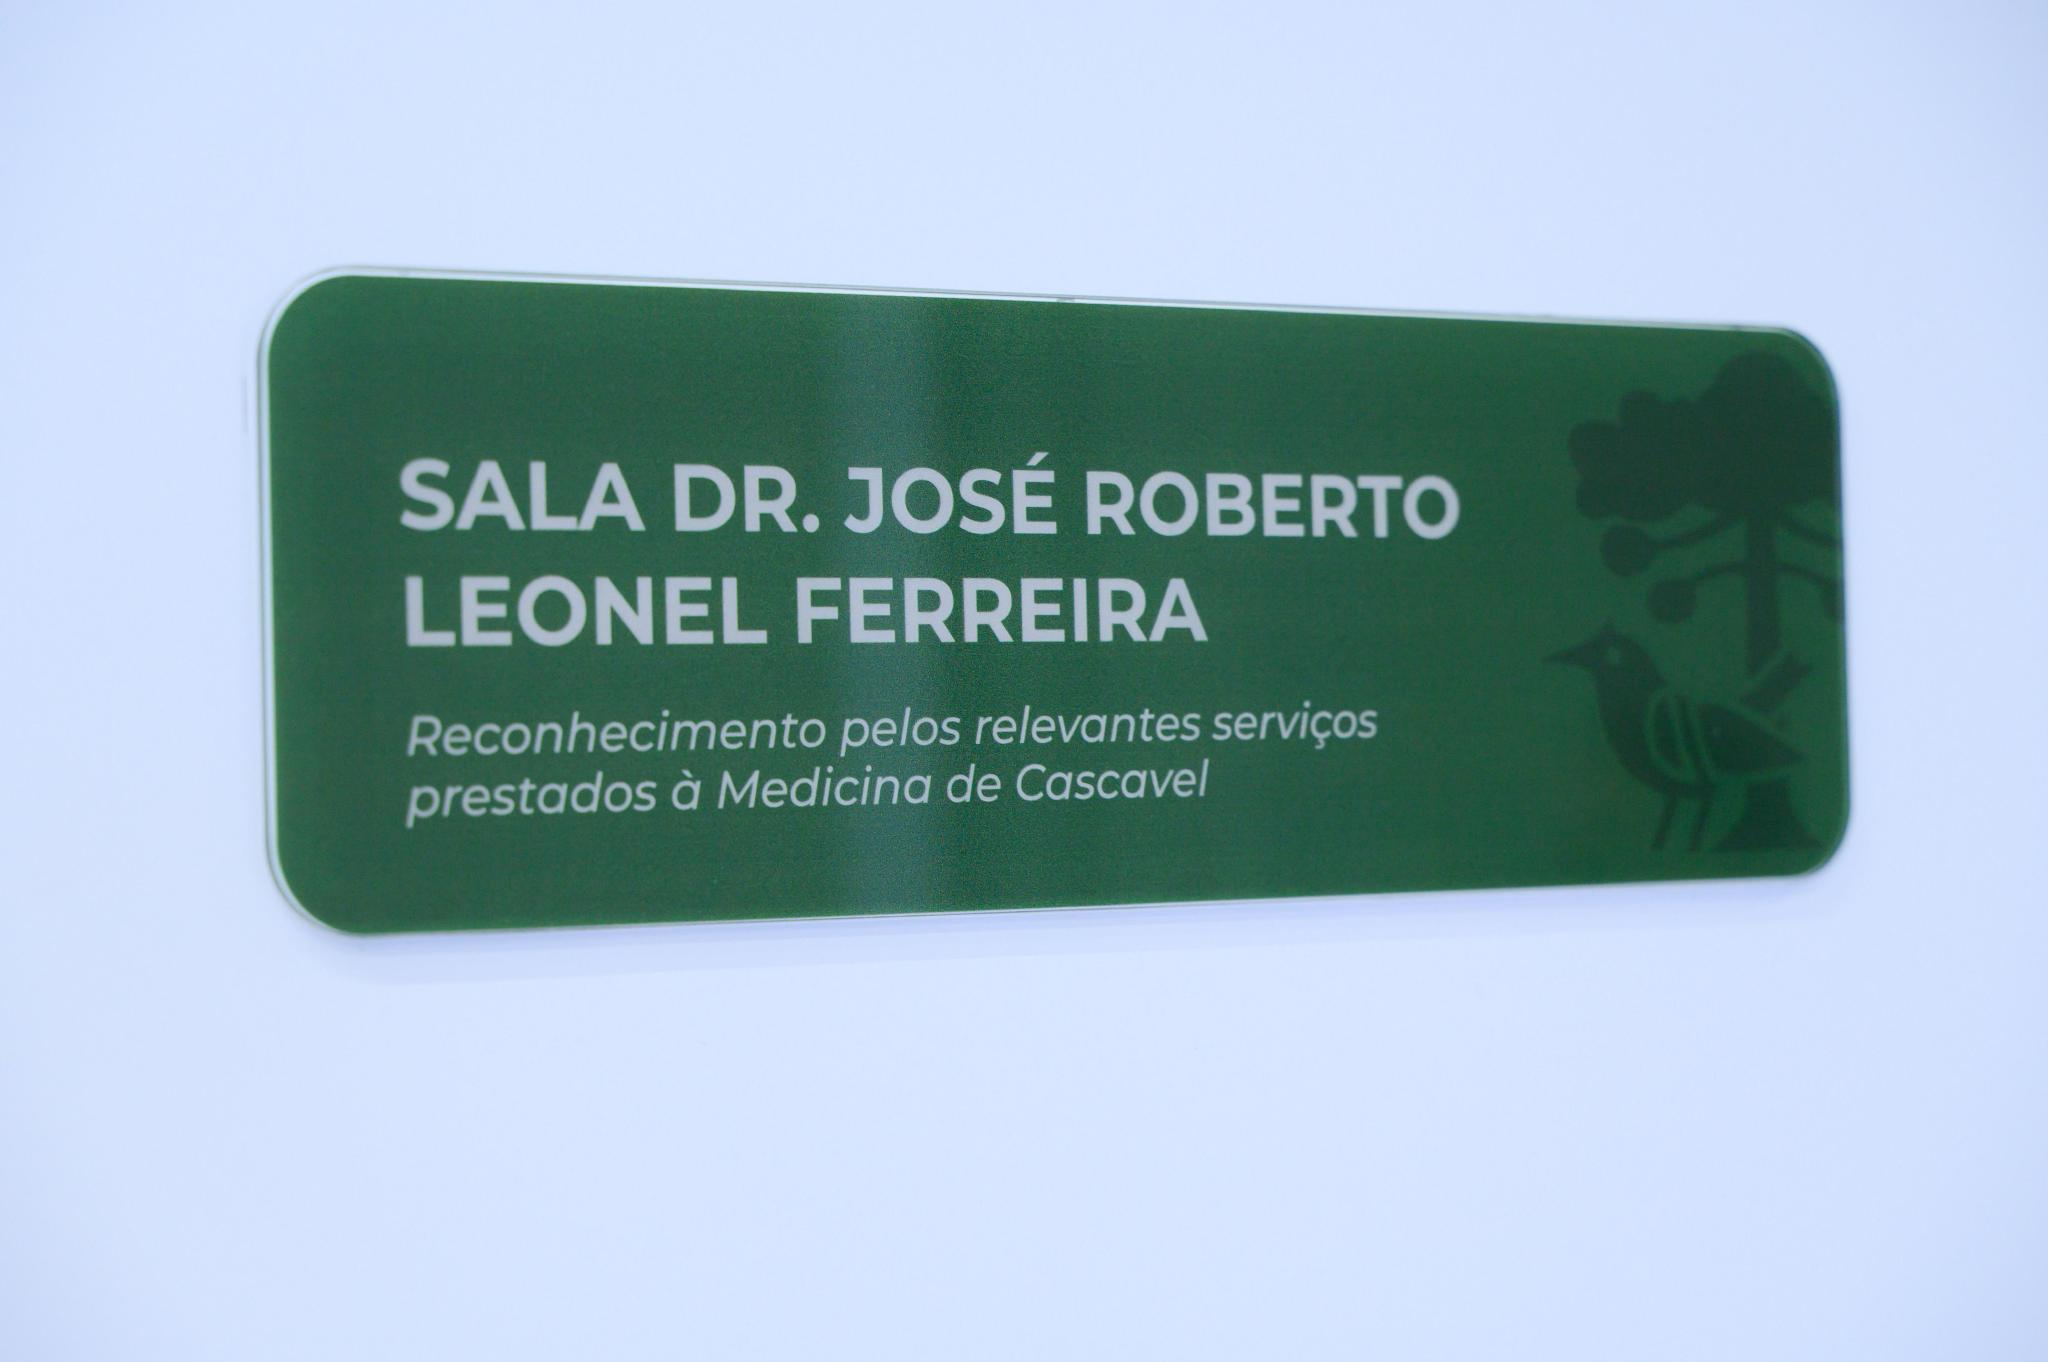 SALA DR. JOSÉ ROBERTO
LEONEL FERREIRA
Reconhecimento pelos relevantes serviços
prestados à Medicina de Cascavel